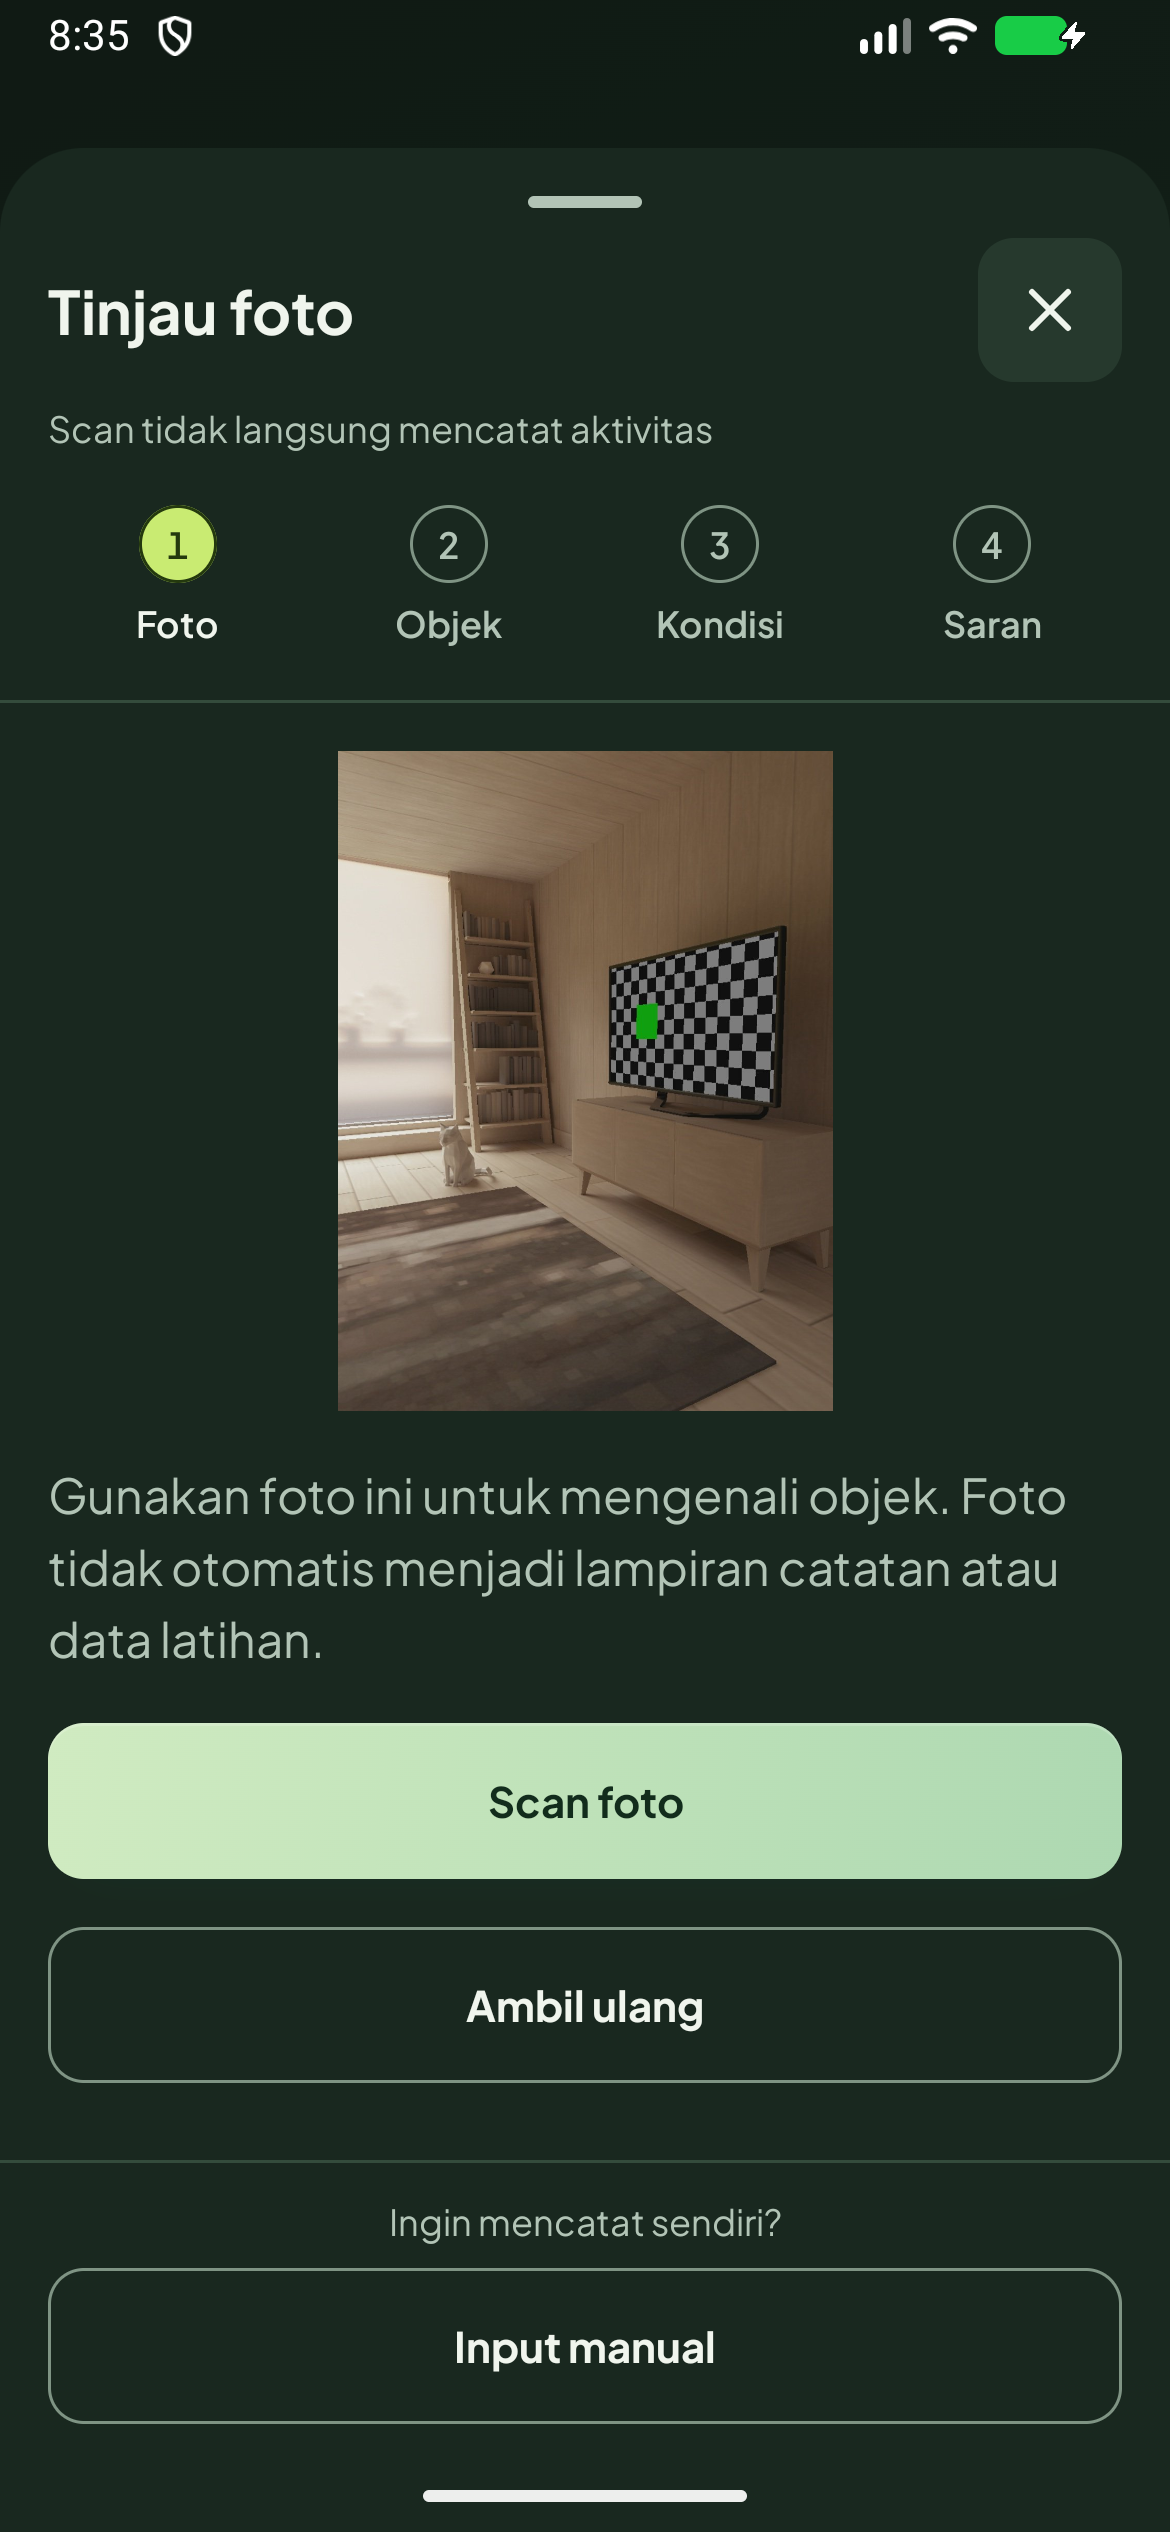 8:35
Tinjau foto
Scan tidak langsung mencatat aktivitas
1
2
3
4
Foto
Objek
Kondisi
Saran
Gunakan foto ini untuk mengenali objek. Foto
tidak otomatis menjadi lampiran catatan atau
data latihan.
Scan foto
Ambil ulang
Ingin mencatat sendiri?
Input manual